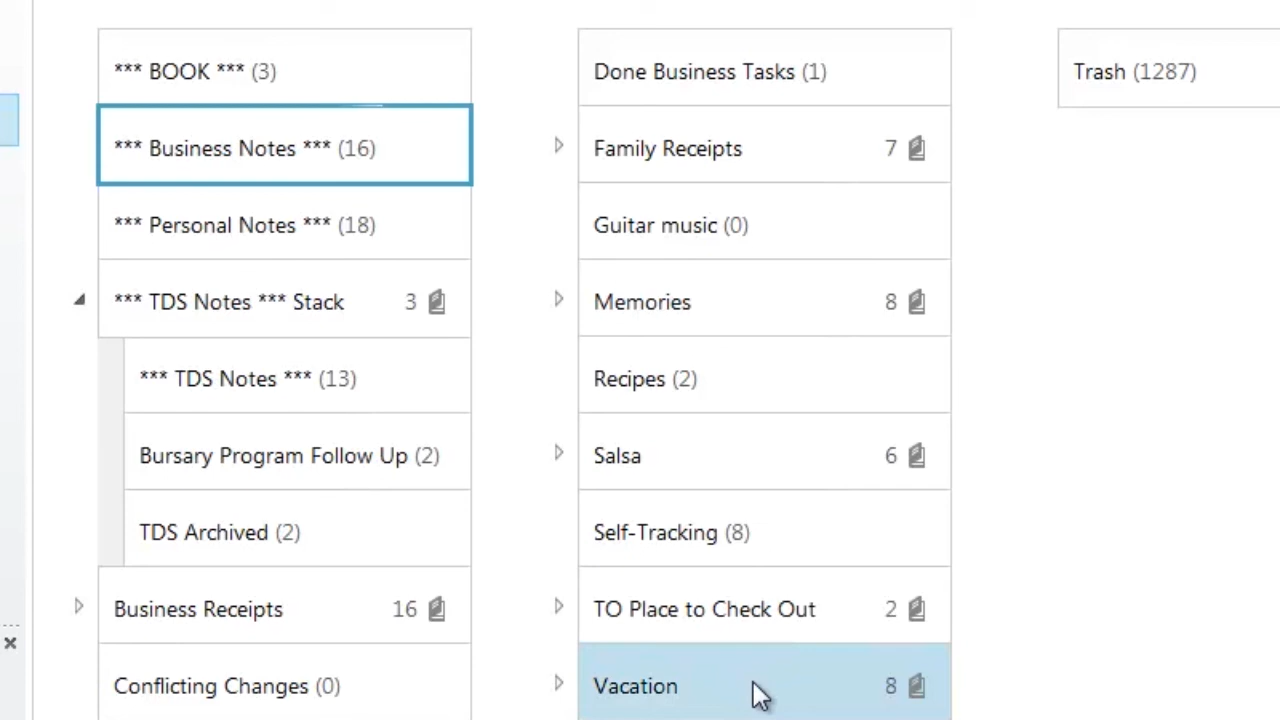 *** BOOK *** (3)
*** Business Notes *** (16)
*** Personal Notes *** (18)
*** TDS Notes *** Stack 3
*** TDS Notes *** (13)
Bursary Program Follow Up (2)
TDS Archived (2)
Business Receipts 16
Conflicting Changes (0)
Done Business Tasks (1)
Family Receipts 7
Guitar music (0)
Memories 8
Recipes (2)
Salsa 6
Self-Tracking (8)
TO Place to Check Out 2
Vacation 8
Trash (1287)